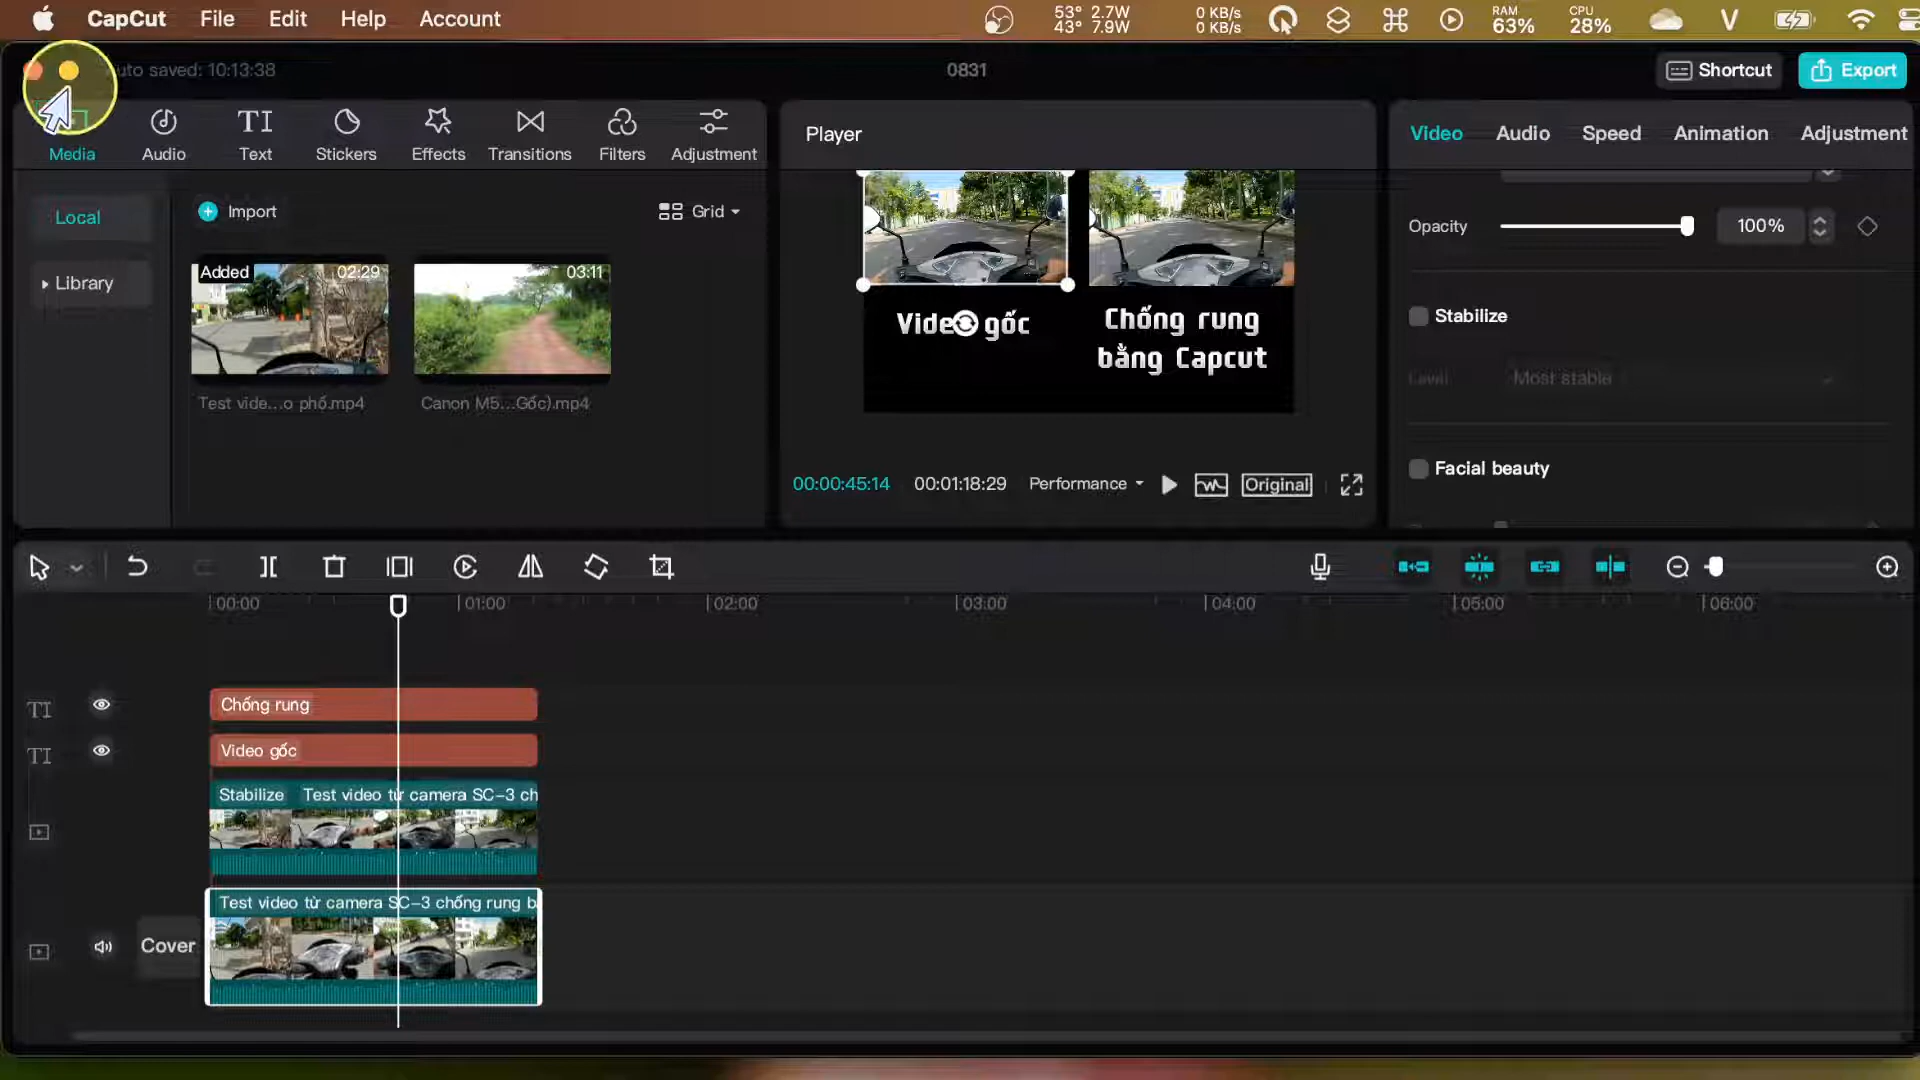 CapCut File Edit Help Account 53° 2.7W 0 KB/s RAM CPU V
43° 7.9W 0 KB/s 63% 28%
uto saved: 10:13:38 0831 Shortcut Export
Media Audio Text Stickers Effects Transitions Filters Adjustment
Player
Video Audio Speed Animation Adjustment
Local
Import Grid
Library
Added 02:29 03:11
Test vide...o phố.mp4 Canon M5...Gốc).mp4
Video gốc
Chống rung
bằng Capcut
Opacity 100%
Stabilize
Level Most stable
Facial beauty
00:00:45:14 00:01:18:29 Performance Original
00:00 01:00 02:00 03:00 04:00 05:00 06:00
TI Chống rung
TI Video gốc
Stabilize Test video từ camera SC-3 ch
Test video từ camera SC-3 chống rung b
Cover